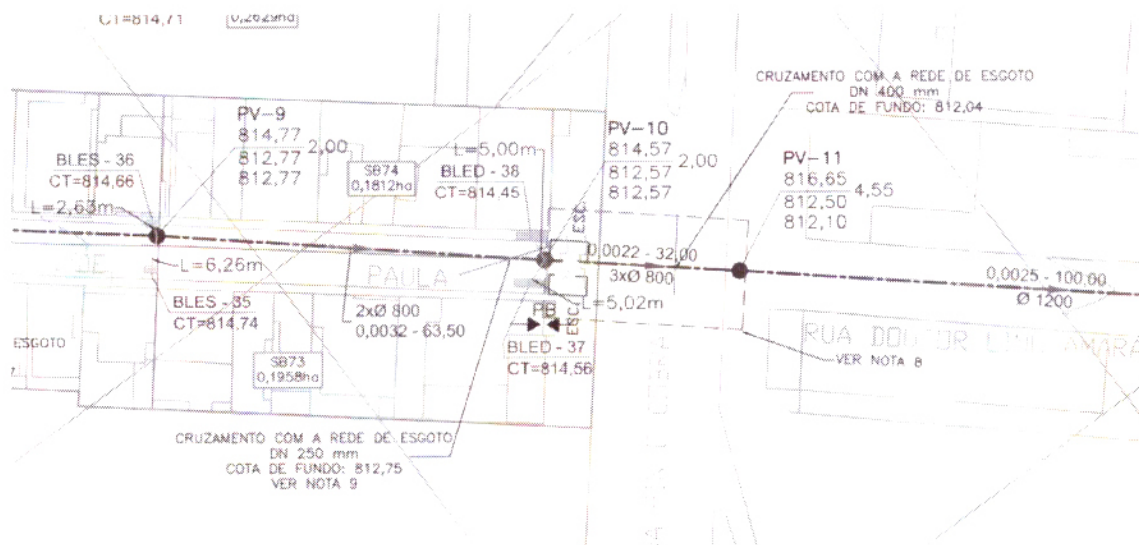 CT=814,71
0,2629ha
CRUZAMENTO COM A REDE DE ESGOTO
DN 400 mm
COTA DE FUNDO: 812,04
PV-9
814,77
812,77
812,77
2,00
BLES - 36
CT=814,66
L=2,63m
SB74
0,1812ha
L=5,00m
BLED - 38
CT=814,45
PV-10
814,57
812,57
812,57
2,00
PV-11
816,65
812,50
812,10
4,55
ESC.
DE
PAULA
L=6,26m
BLES - 35
CT=814,74
2xØ 800
0,0032 - 63,50
0,0022 - 32,00
3xØ 800
L=5,02m
0,0025 - 100,00
Ø 1200
PB
ESC.
BLED - 37
CT=814,56
ESGOTO
SB73
0,1958ha
RUA
VER NOTA 8
CRUZAMENTO COM A REDE DE ESGOTO
DN 250 mm
COTA DE FUNDO: 812,75
VER NOTA 9